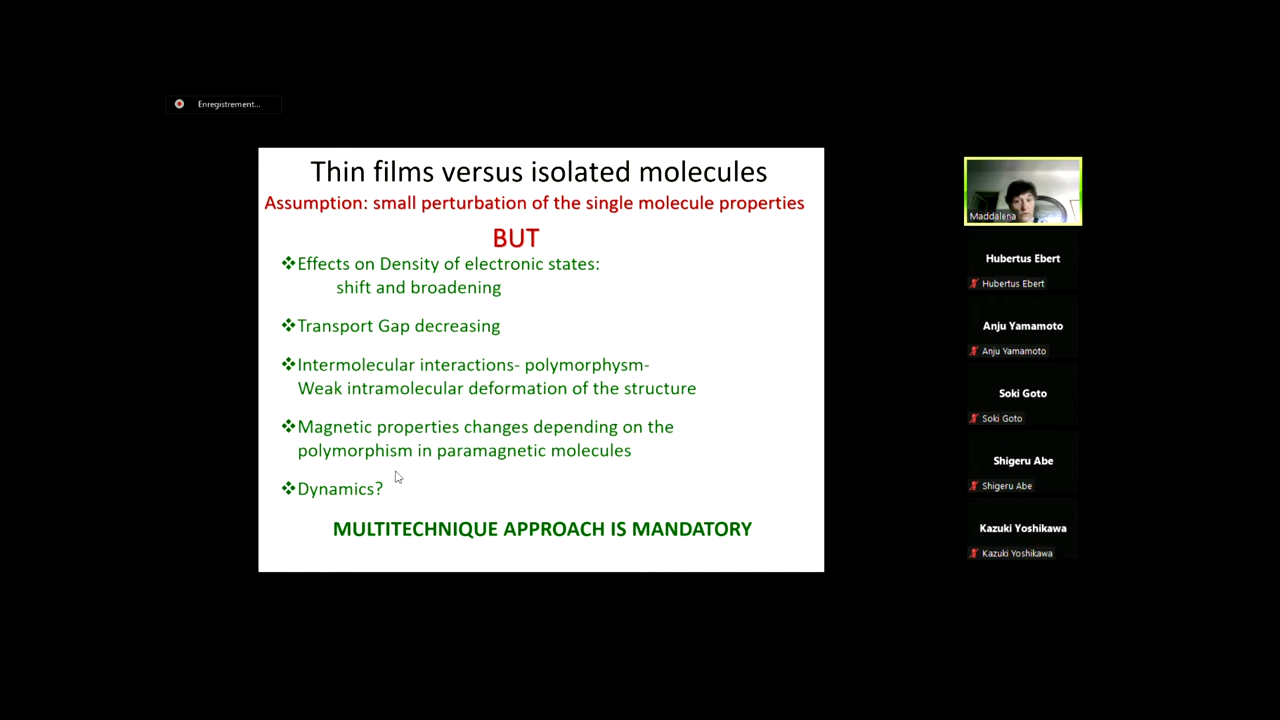 Enregistrement...
Thin films versus isolated molecules
Assumption: small perturbation of the single molecule properties
BUT
❖Effects on Density of electronic states:
shift and broadening
❖Transport Gap decreasing
❖Intermolecular interactions- polymorphysm-
Weak intramolecular deformation of the structure
❖Magnetic properties changes depending on the
polymorphism in paramagnetic molecules
❖Dynamics?
MULTITECHNIQUE APPROACH IS MANDATORY
Maddalena
Hubertus Ebert
Hubertus Ebert
Anju Yamamoto
Anju Yamamoto
Soki Goto
Soki Goto
Shigeru Abe
Shigeru Abe
Kazuki Yoshikawa
Kazuki Yoshikawa